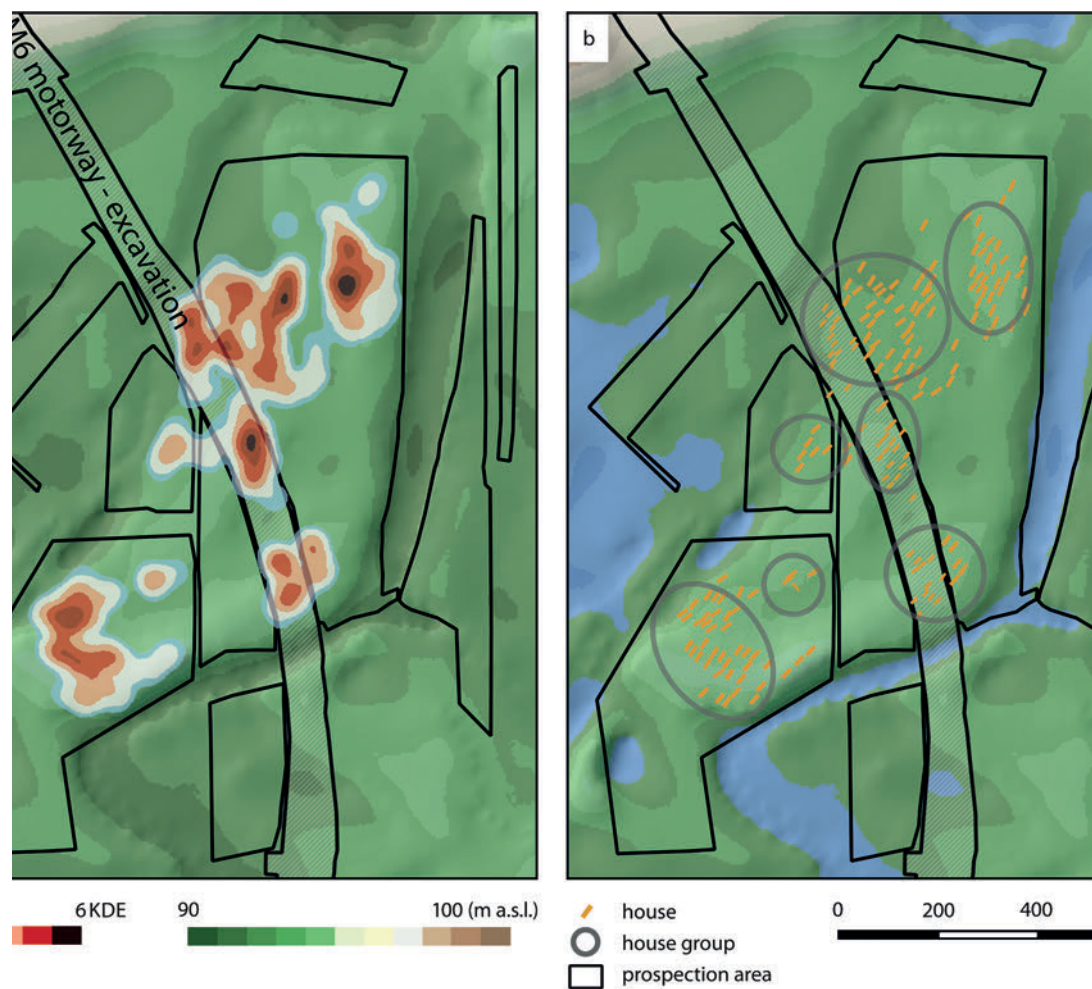 M6 motorway - excavation
b
6 KDE
90
100 (m a.s.l.)
house
house group
prospection area
0
200
400